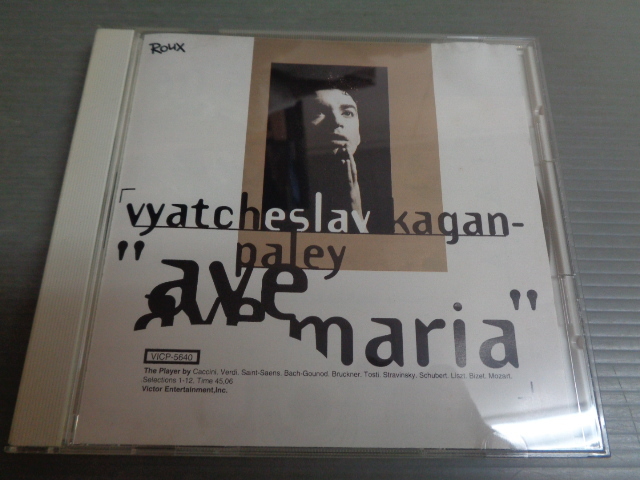 Roux
「vyatcheslav kagan-
paley
"ave
maria"
VICP-5640
The Player by Caccini, Verdi, Saint-Saens, Bach-Gounod, Bruckner, Tosti, Stravinsky, Schubert, Liszt, Bizet, Mozart.
Selections 1-12, Time 45,06
Victor Entertainment,Inc.